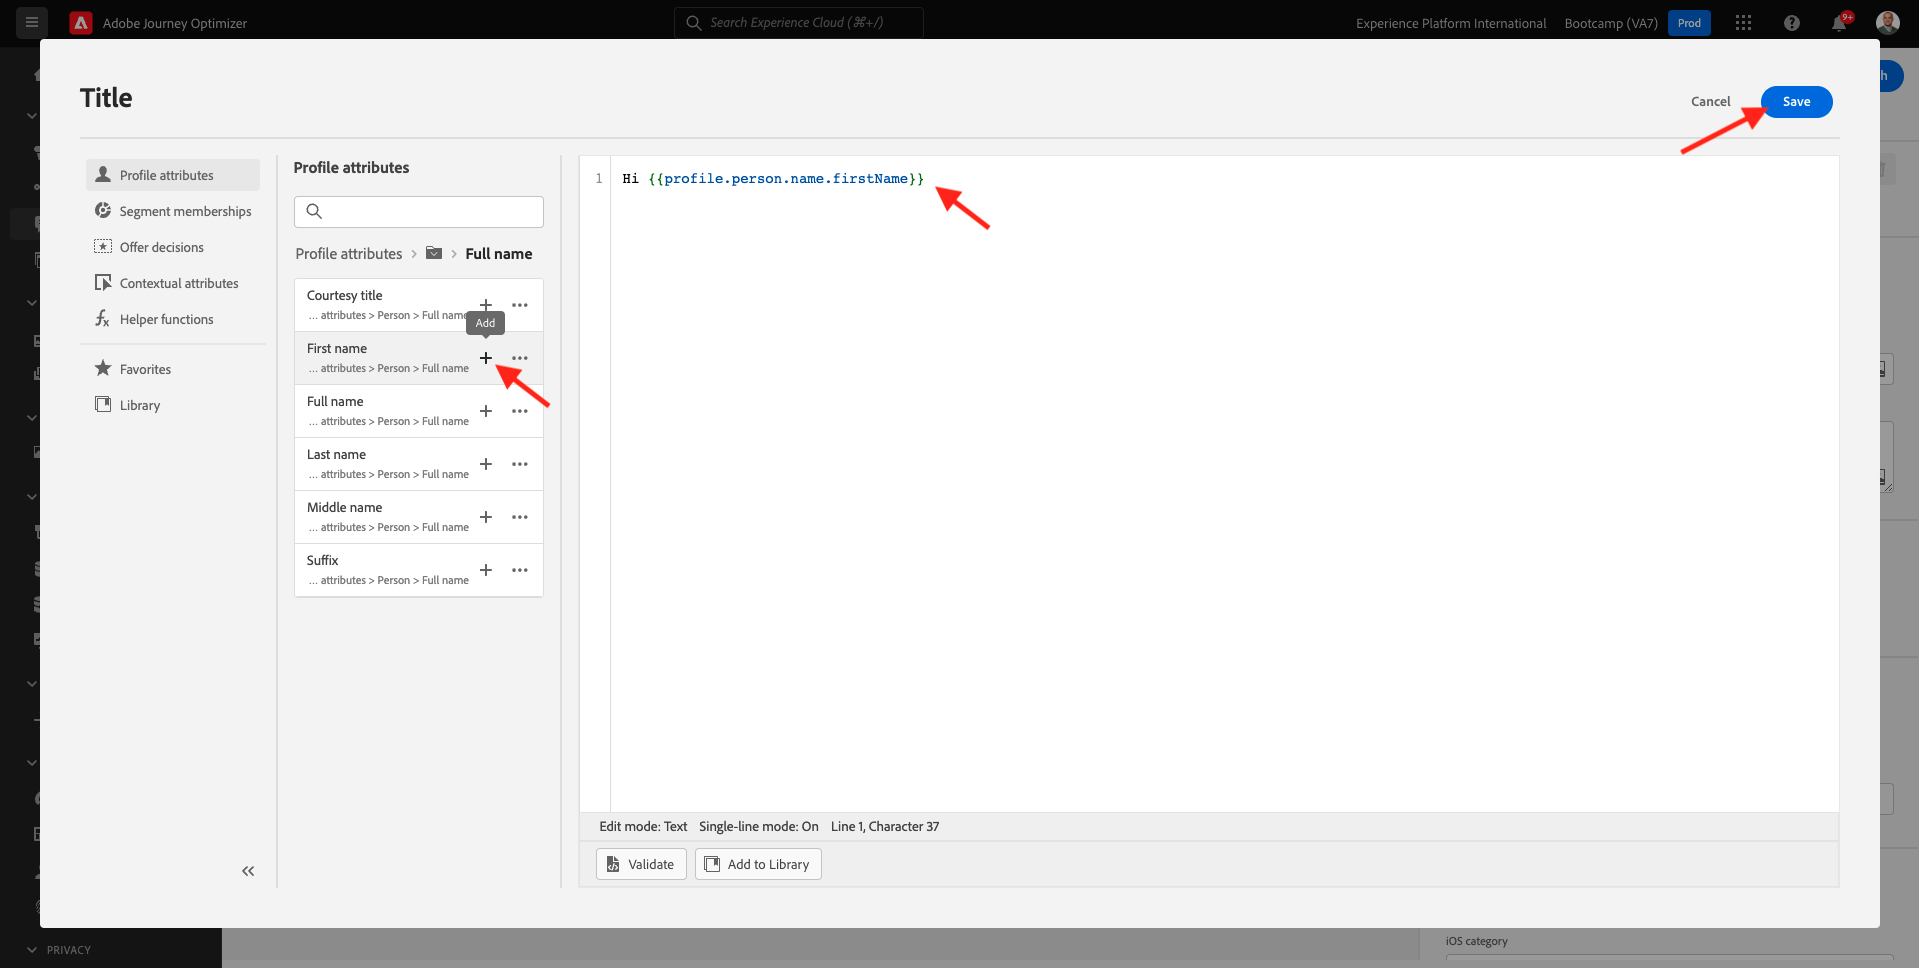 Adobe Journey Optimizer
Search Experience Cloud (⌘+/)
Experience Platform International
Bootcamp (VA7)
Prod
9+
Title
Cancel
Save
h
Profile attributes
Segment memberships
Offer decisions
Contextual attributes
Helper functions
Favorites
Library
Profile attributes
Profile attributes > > Full name
Courtesy title
... attributes > Person > Full name
Add
First name
... attributes > Person > Full name
Full name
... attributes > Person > Full name
Last name
... attributes > Person > Full name
Middle name
... attributes > Person > Full name
Suffix
... attributes > Person > Full name
1
Hi {{profile.person.name.firstName}}
Edit mode: Text Single-line mode: On Line 1, Character 37
Validate
Add to Library
PRIVACY
iOS category